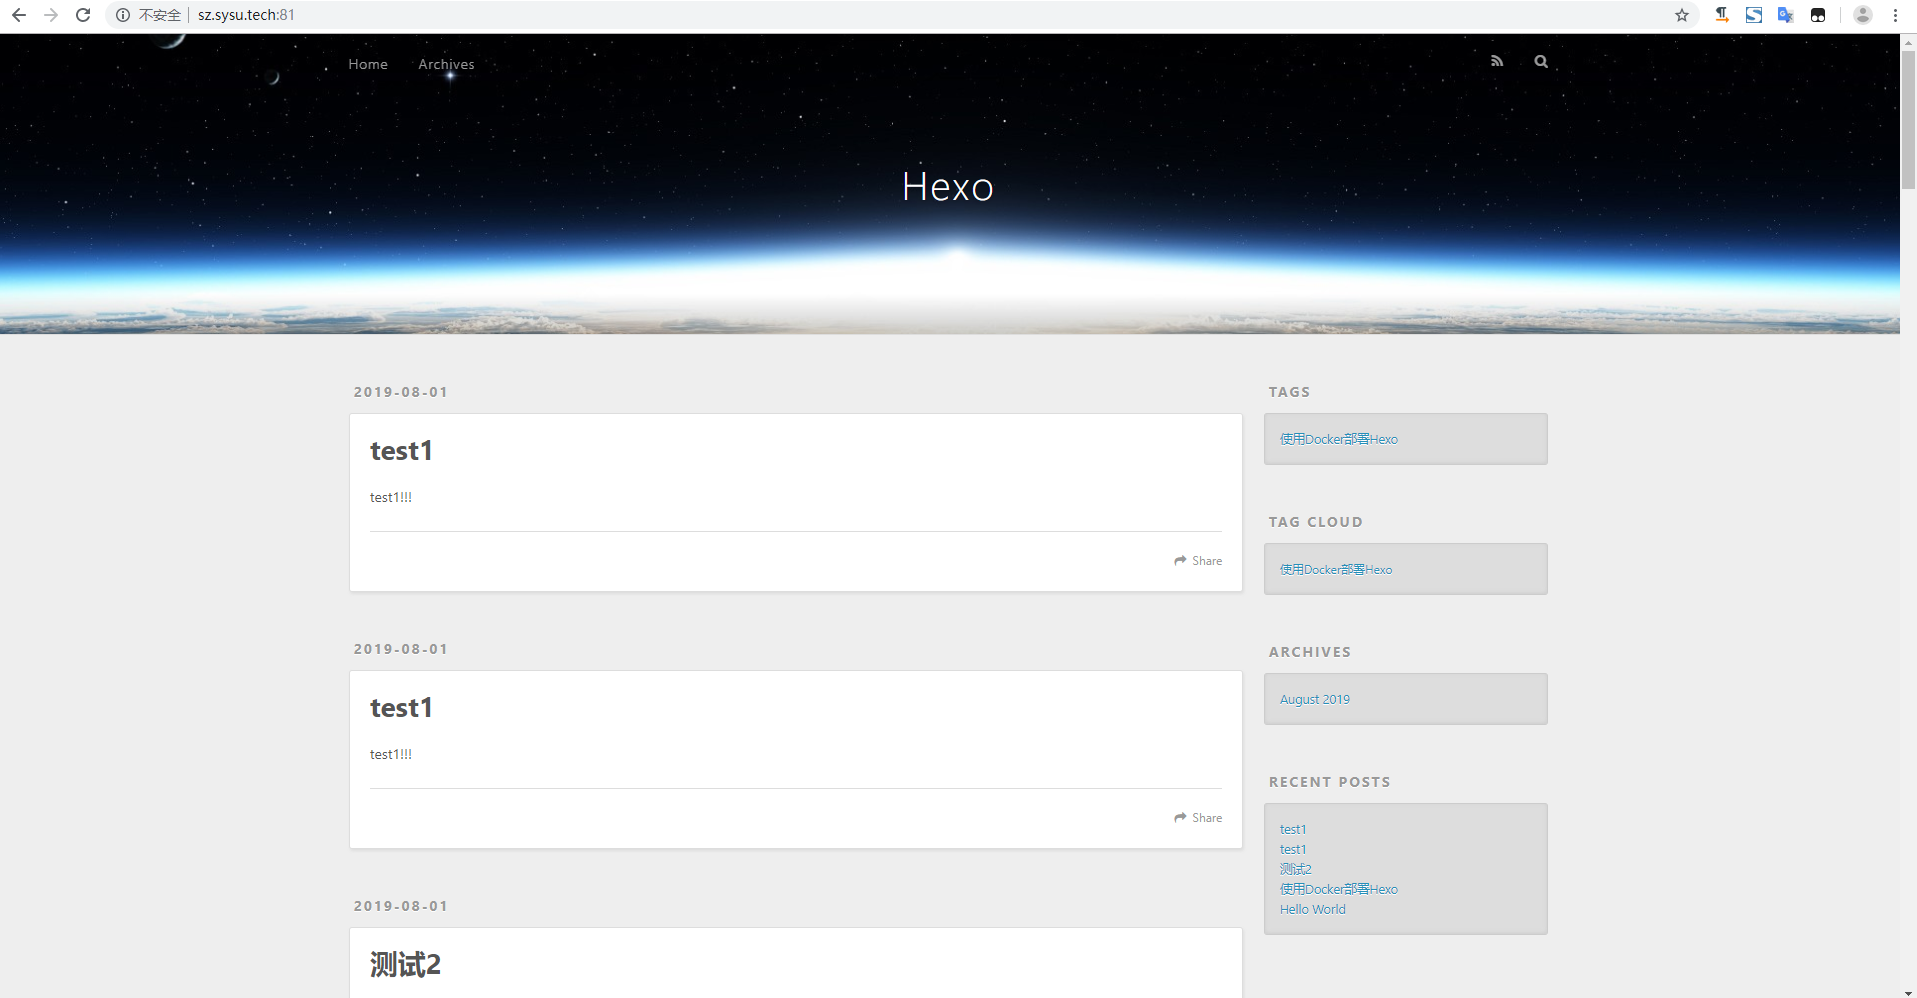 不安全 sz.sysu.tech:81
Home Archives
Hexo
2019-08-01
test1
test1!!!
Share
2019-08-01
test1
test1!!!
Share
2019-08-01
测试2
TAGS
使用Docker部署Hexo
TAG CLOUD
使用Docker部署Hexo
ARCHIVES
August 2019
RECENT POSTS
test1
test1
测试2
使用Docker部署Hexo
Hello World